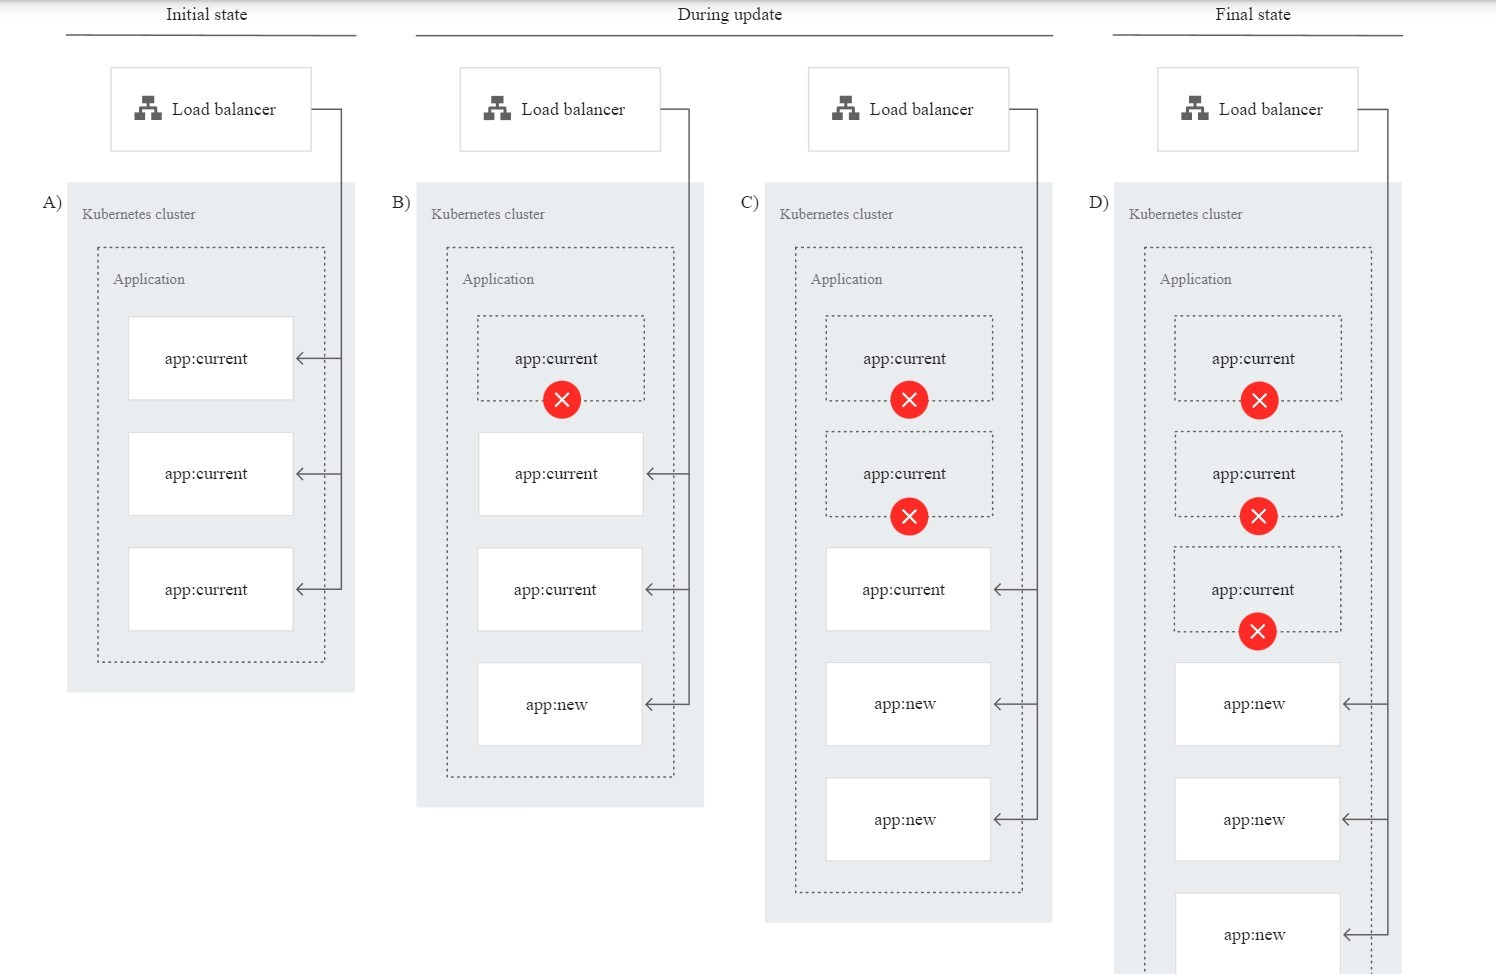 Initial state
During update
Final state
Load balancer
Load balancer
Load balancer
Load balancer
A)
Kubernetes cluster
Application
app:current
app:current
app:current
B)
Kubernetes cluster
Application
app:current
app:current
app:current
app:new
C)
Kubernetes cluster
Application
app:current
app:current
app:current
app:new
app:new
D)
Kubernetes cluster
Application
app:current
app:current
app:current
app:new
app:new
app:new